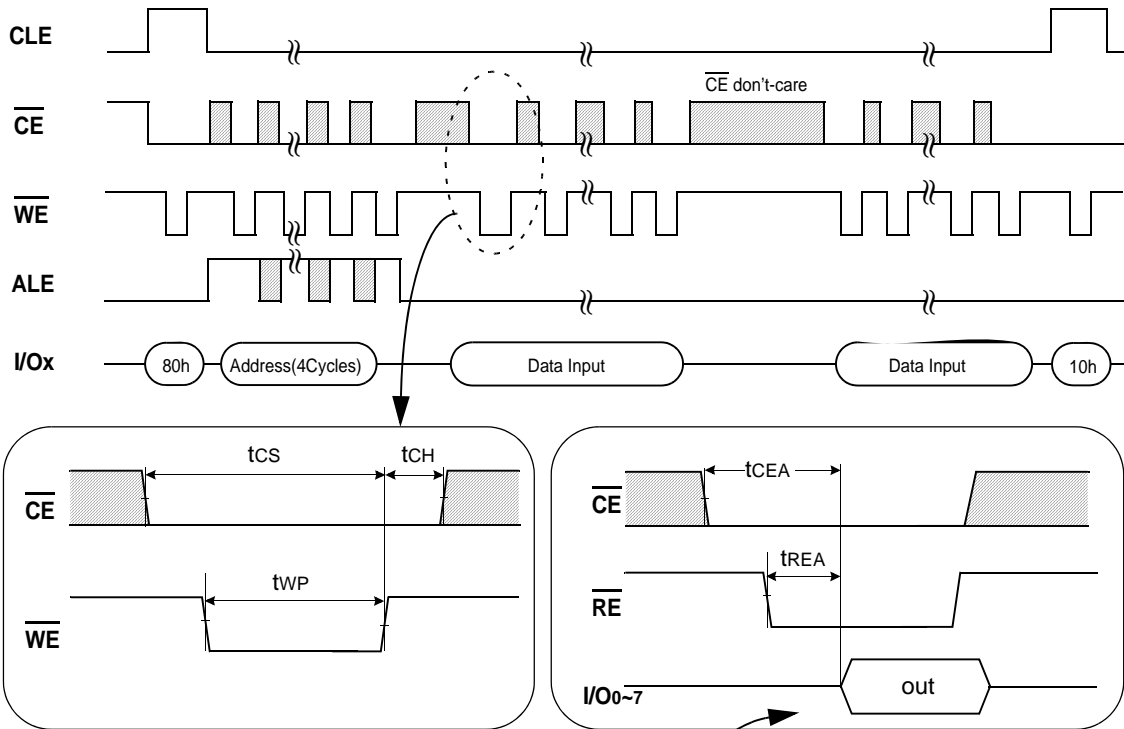 CLE
CE don't-care
CE
WE
ALE
I/Ox 80h Address(4Cycles) Data Input Data Input 10h
tCS tCH
CE
tWP
WE
tCEA
CE
tREA
RE
I/O0~7 out